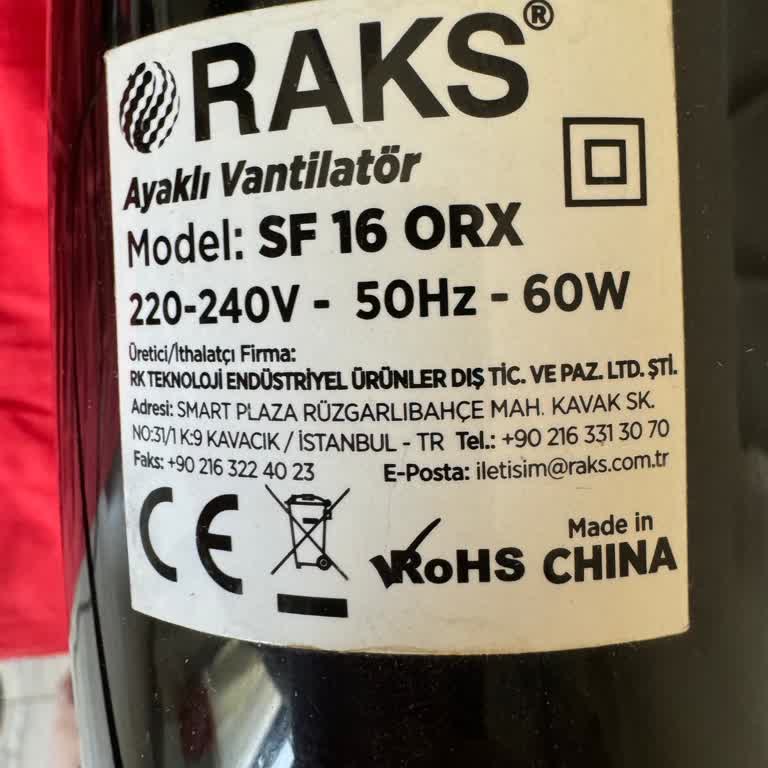 RAKS®
Ayaklı Vantilatör
Model: SF 16 ORX
220-240V - 50Hz - 60W
Üretici/İthalatçı Firma:
RK TEKNOLOJİ ENDÜSTRİYEL ÜRÜNLER DIŞ TİC. VE PAZ. LTD. ŞTİ.
Adresi: SMART PLAZA RÜZGARLIBAHÇE MAH. KAVAK SK.
NO:31/1 K:9 KAVACIK / İSTANBUL - TR Tel.: +90 216 331 30 70
Faks: +90 216 322 40 23 E-Posta: iletisim@raks.com.tr
CE RoHS Made in
CHINA